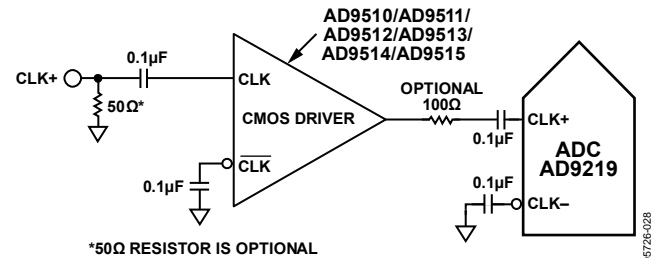 AD9510/AD9511/
AD9512/AD9513/
AD9514/AD9515
0.1µF
CLK+
50Ω*
CLK
CMOS DRIVER
CLK
0.1µF
OPTIONAL
100Ω
0.1µF
CLK+
ADC
AD9219
0.1µF
CLK–
*50Ω RESISTOR IS OPTIONAL
05726-028